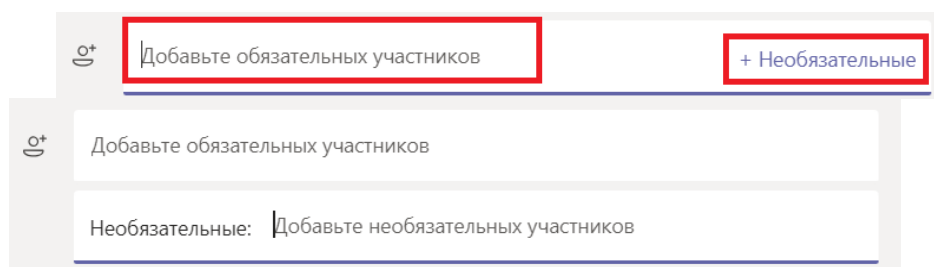 Добавьте обязательных участников + Необязательные
Добавьте обязательных участников
Необязательные: Добавьте необязательных участников